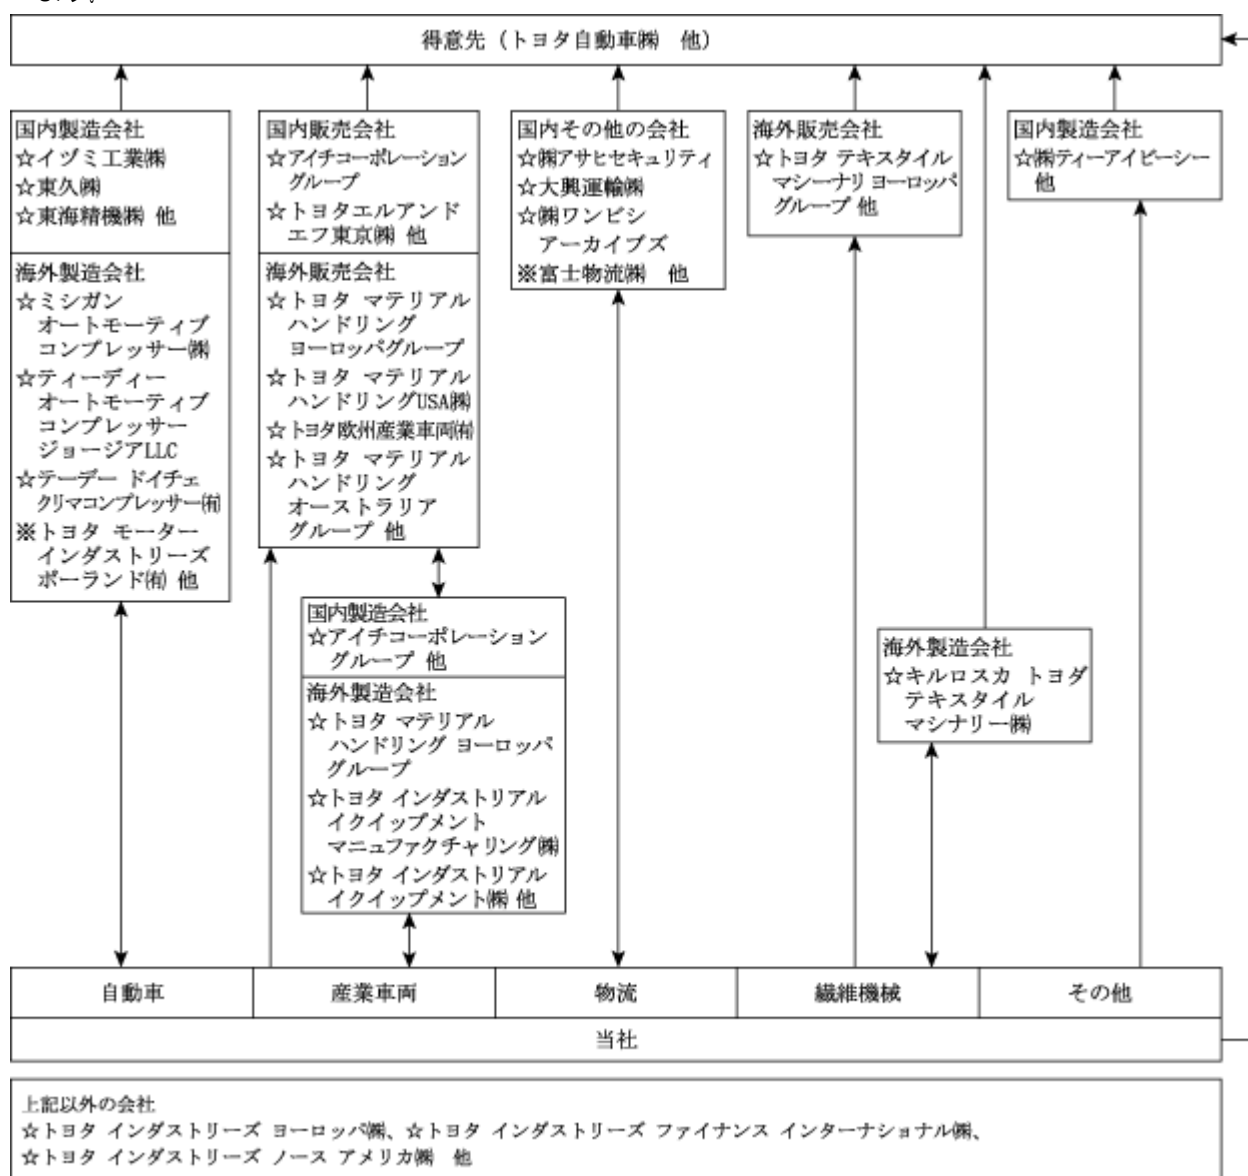 得意先（トヨタ自動車㈱　他）
国内製造会社
☆イヅミ工業㈱
☆東久㈱
☆東海精機㈱ 他
海外製造会社
☆ミシガン
オートモーティブ
コンプレッサー㈱
☆ティーディー
オートモーティブ
コンプレッサー
ジョージアLLC
☆テーデー ドイチェ
クリマコンプレッサー㈲
※トヨタ モーター
インダストリーズ
ポーランド㈲ 他
国内販売会社
☆アイチコーポレーション
グループ
☆トヨタエルアンド
エフ東京㈱ 他
海外販売会社
☆トヨタ マテリアル
ハンドリング
ヨーロッパグループ
☆トヨタ マテリアル
ハンドリングUSA㈱
☆トヨタ欧州産業車両㈲
☆トヨタ マテリアル
ハンドリング
オーストラリア
グループ 他
国内製造会社
☆アイチコーポレーション
グループ 他
海外製造会社
☆トヨタ マテリアル
ハンドリング ヨーロッパ
グループ
☆トヨタ インダストリアル
イクイップメント
マニュファクチャリング㈱
☆トヨタ インダストリアル
イクイップメント㈱ 他
国内その他の会社
☆㈱アサヒセキュリティ
☆大興運輸㈱
☆㈱ワンビシ
アーカイブズ
※富士物流㈱　他
海外販売会社
☆トヨタ テキスタイル
マシーナリ ヨーロッパ
グループ 他
海外製造会社
☆キルロスカ トヨダ
テキスタイル
マシナリー㈱
国内製造会社
☆㈱ティーアイビーシー
他
自動車
産業車両
物流
繊維機械
その他
当社
上記以外の会社
☆トヨタ インダストリーズ ヨーロッパ㈱、☆トヨタ インダストリーズ ファイナンス インターナショナル㈱、
☆トヨタ インダストリーズ ノース アメリカ㈱　他